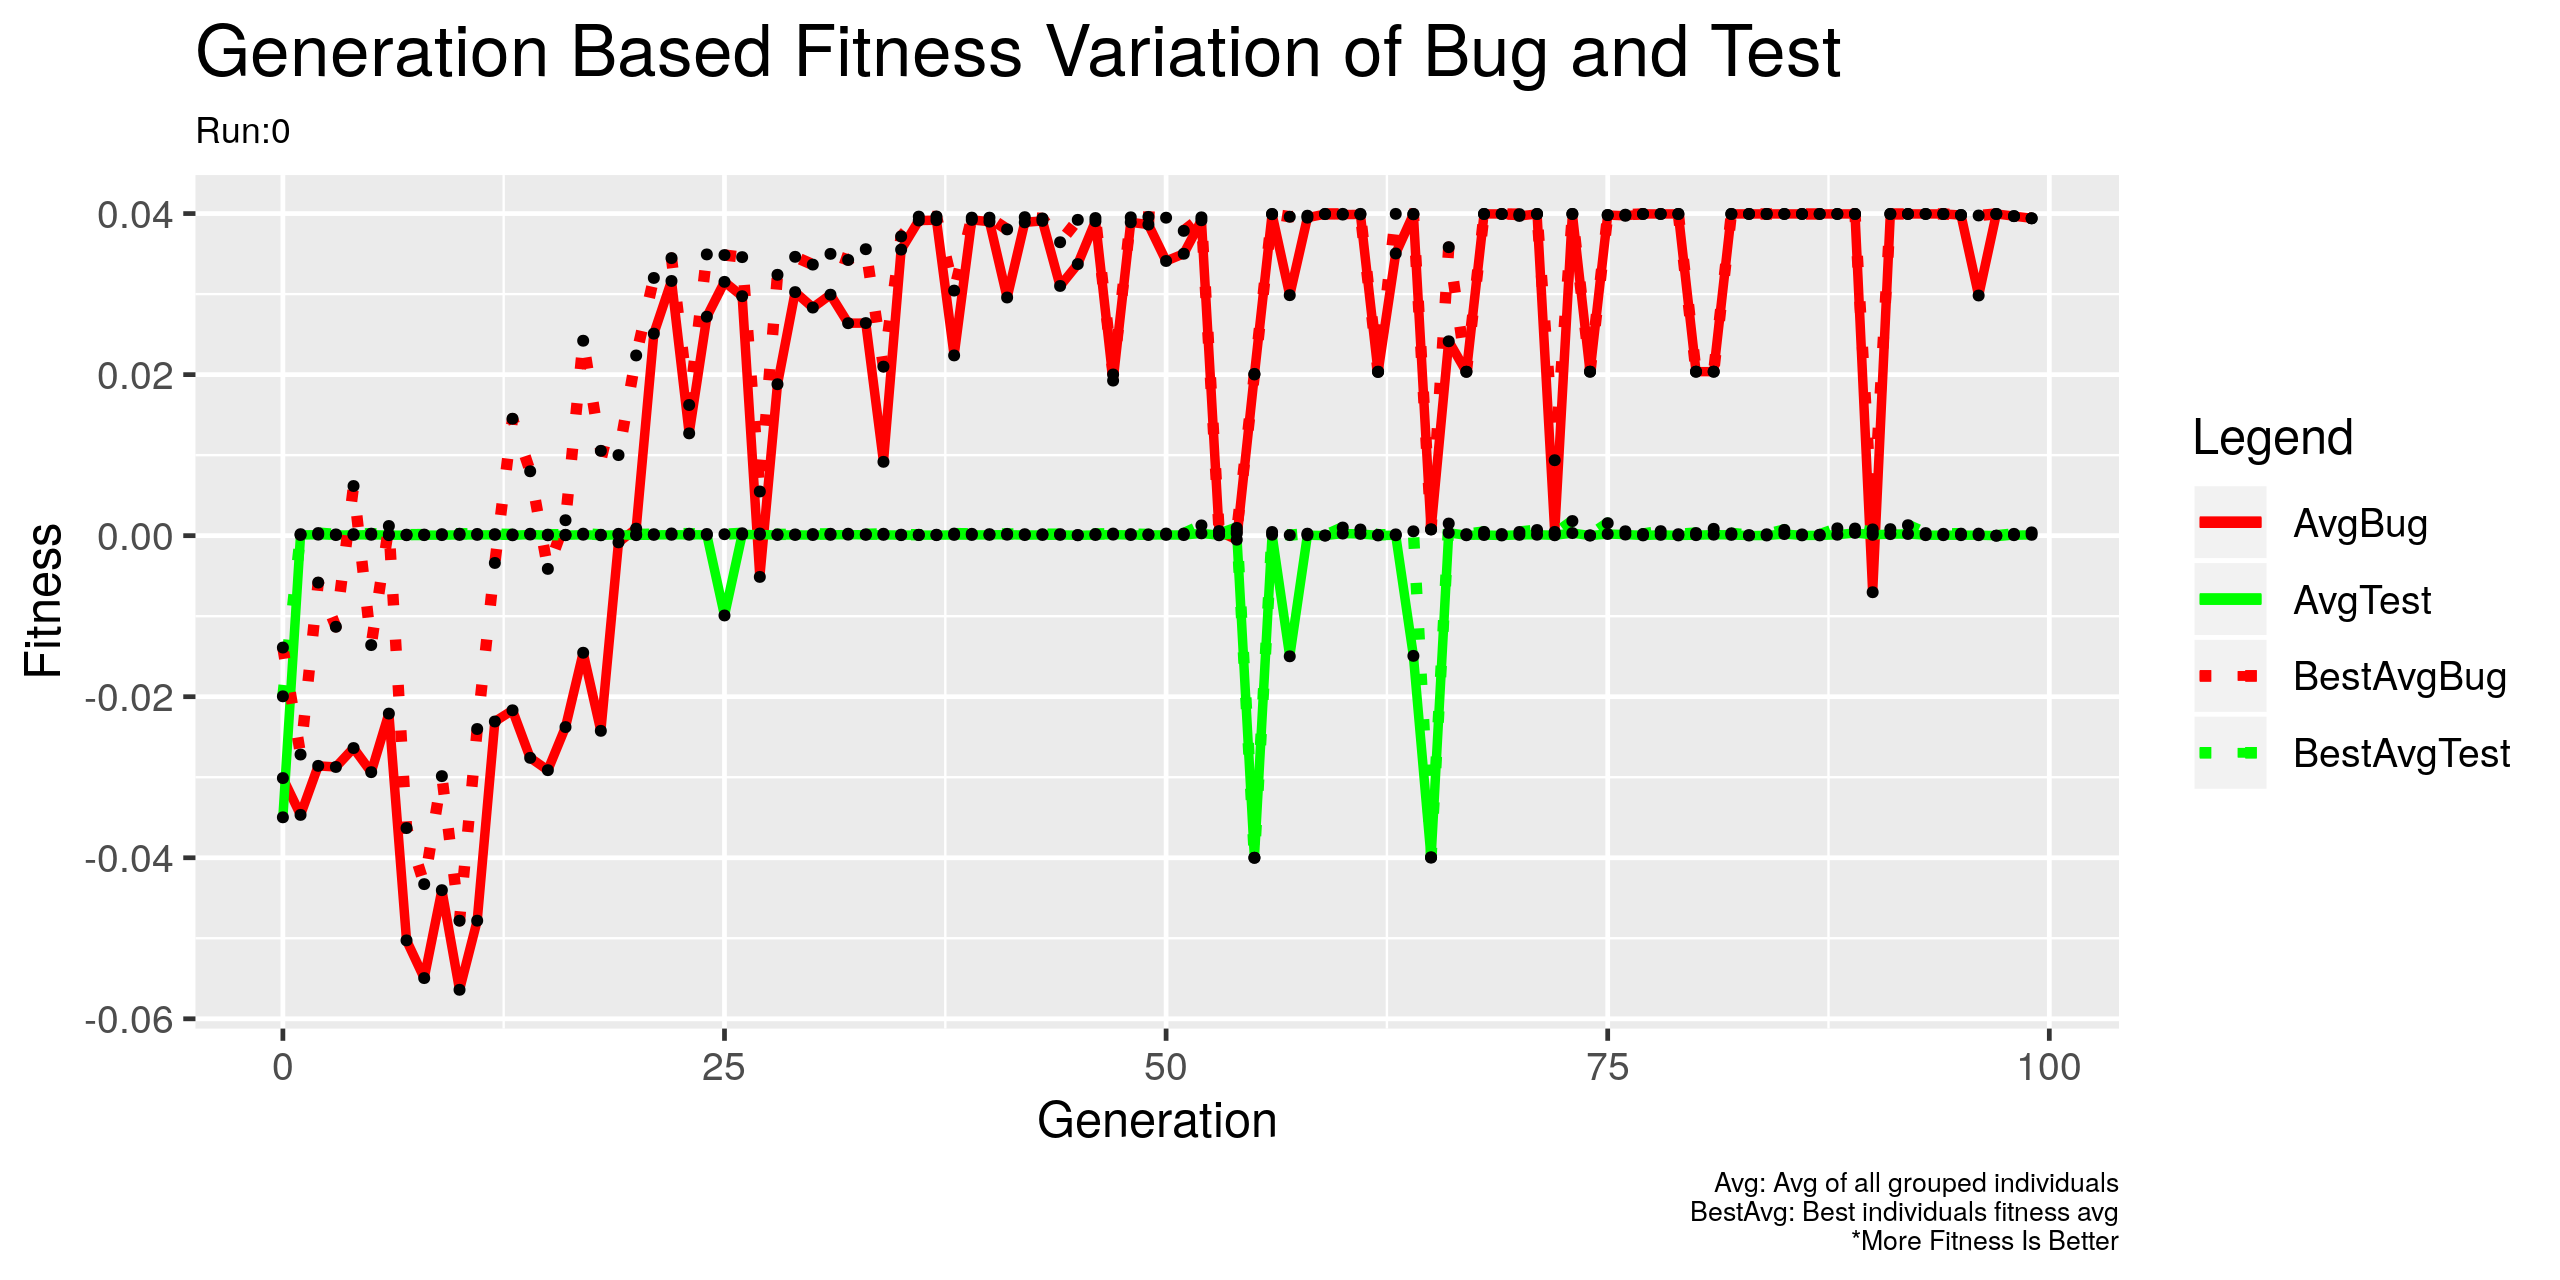 Generation Based Fitness Variation of Bug and Test
Run:0
Fitness
0.04
0.02
0.00
-0.02
-0.04
-0.06
0
25
50
75
100
Generation
Legend
AvgBug
AvgTest
BestAvgBug
BestAvgTest
Avg: Avg of all grouped individuals
BestAvg: Best individuals fitness avg
*More Fitness Is Better